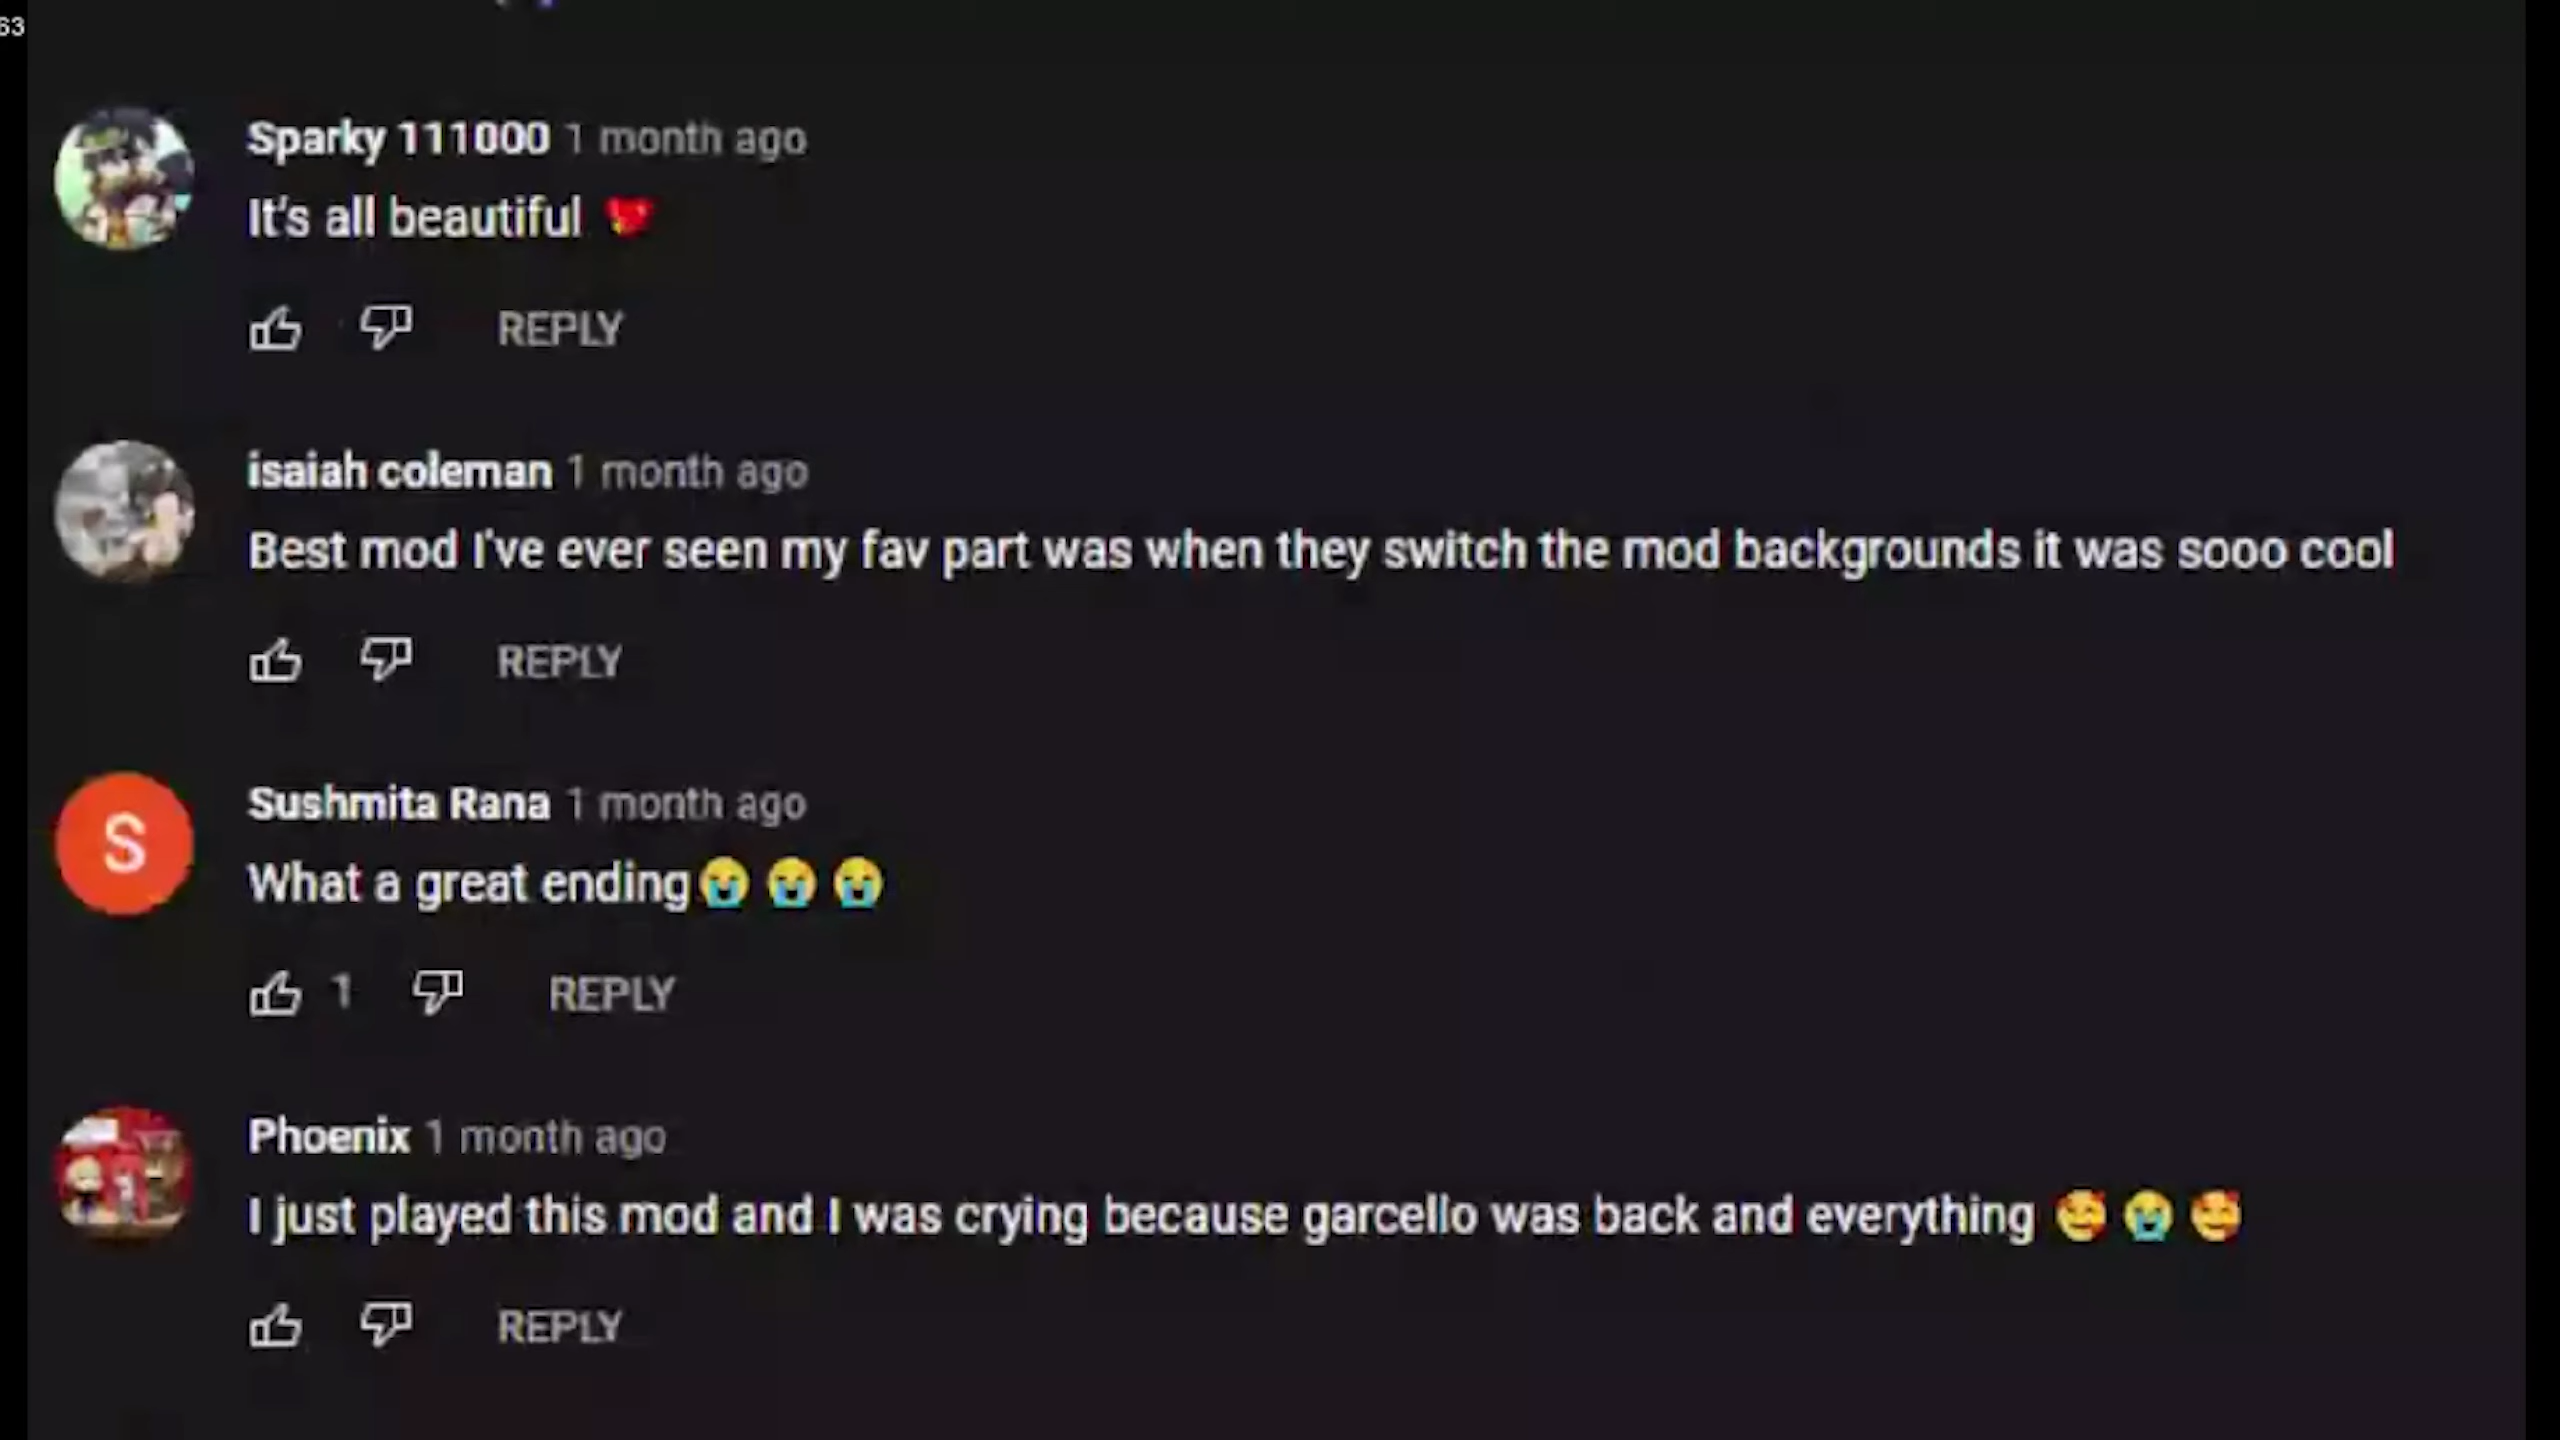 63
Sparky 111000 1 month ago
It's all beautiful ❤️
REPLY
isaiah coleman 1 month ago
Best mod I've ever seen my fav part was when they switch the mod backgrounds it was sooo cool
REPLY
S
Sushmita Rana 1 month ago
What a great ending😭😭😭
1 REPLY
Phoenix 1 month ago
I just played this mod and I was crying because garcello was back and everything 🥰😭🥰
REPLY